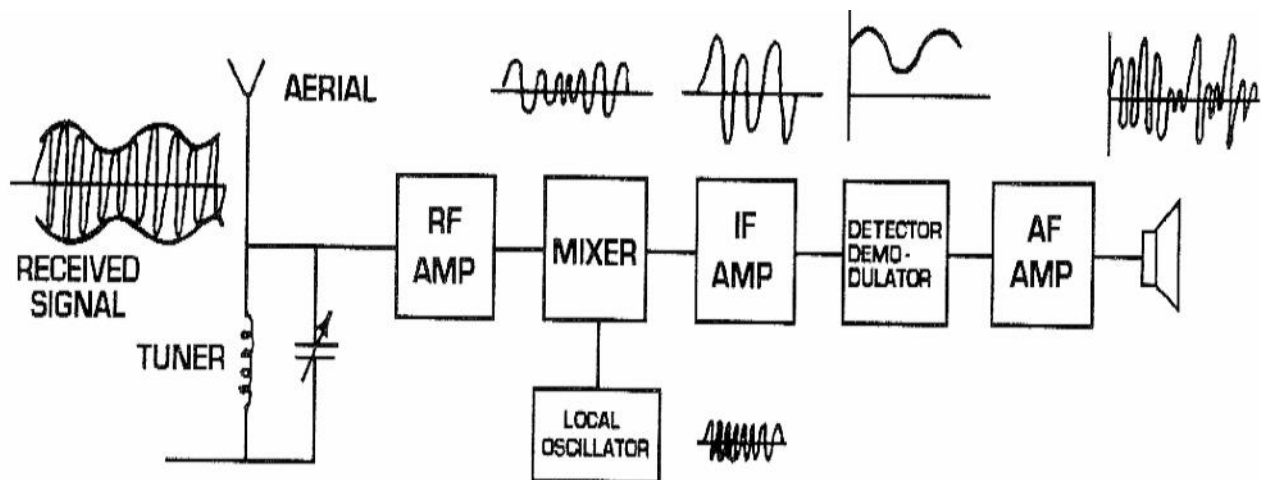 AERIAL
RECEIVED
SIGNAL
TUNER
RF
AMP
MIXER
LOCAL
OSCILLATOR
IF
AMP
DETECTOR
DEMO-
DULATOR
AF
AMP